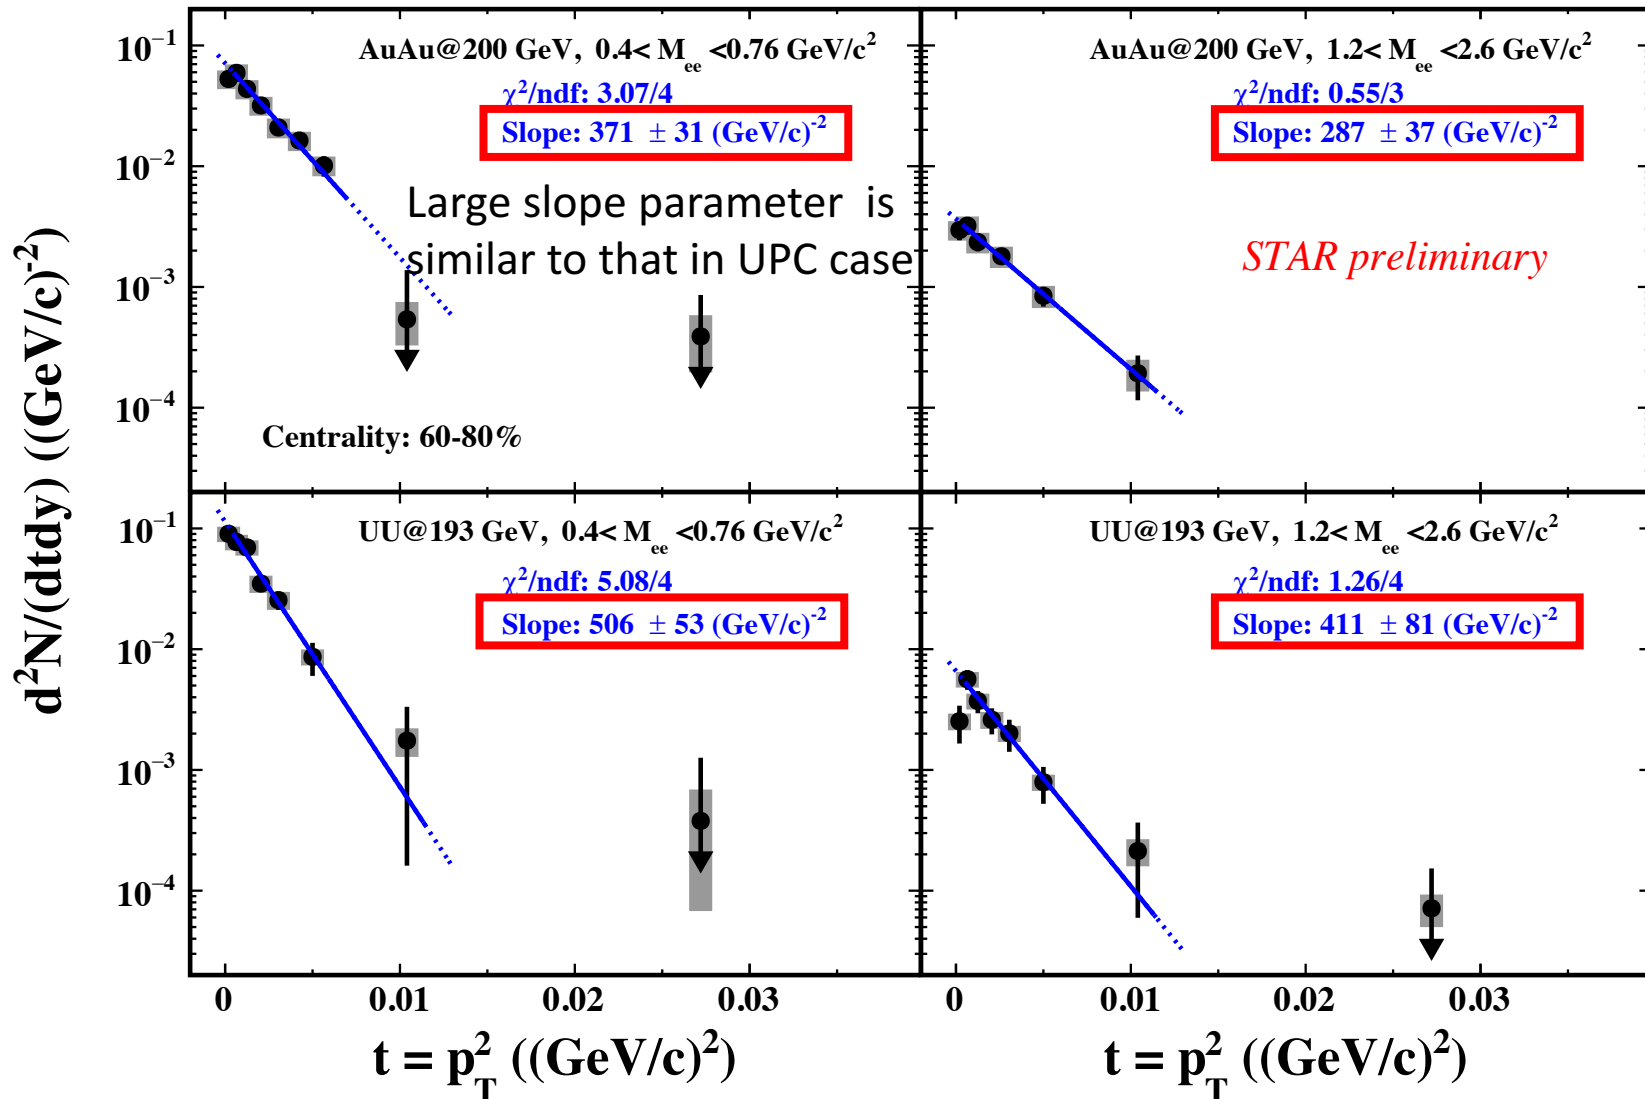 d²N/(dtdy) ((GeV/c)⁻²)
10⁻¹
10⁻²
10⁻³
10⁻⁴
AuAu@200 GeV, 0.4< M_ee <0.76 GeV/c²
χ²/ndf: 3.07/4
Slope: 371 ± 31 (GeV/c)⁻²
Large slope parameter is
similar to that in UPC case
Centrality: 60-80%
AuAu@200 GeV, 1.2< M_ee <2.6 GeV/c²
χ²/ndf: 0.55/3
Slope: 287 ± 37 (GeV/c)⁻²
STAR preliminary
10⁻¹
10⁻²
10⁻³
10⁻⁴
UU@193 GeV, 0.4< M_ee <0.76 GeV/c²
χ²/ndf: 5.08/4
Slope: 506 ± 53 (GeV/c)⁻²
UU@193 GeV, 1.2< M_ee <2.6 GeV/c²
χ²/ndf: 1.26/4
Slope: 411 ± 81 (GeV/c)⁻²
0 0.01 0.02 0.03
0 0.01 0.02 0.03
t = p_T² ((GeV/c)²)
t = p_T² ((GeV/c)²)